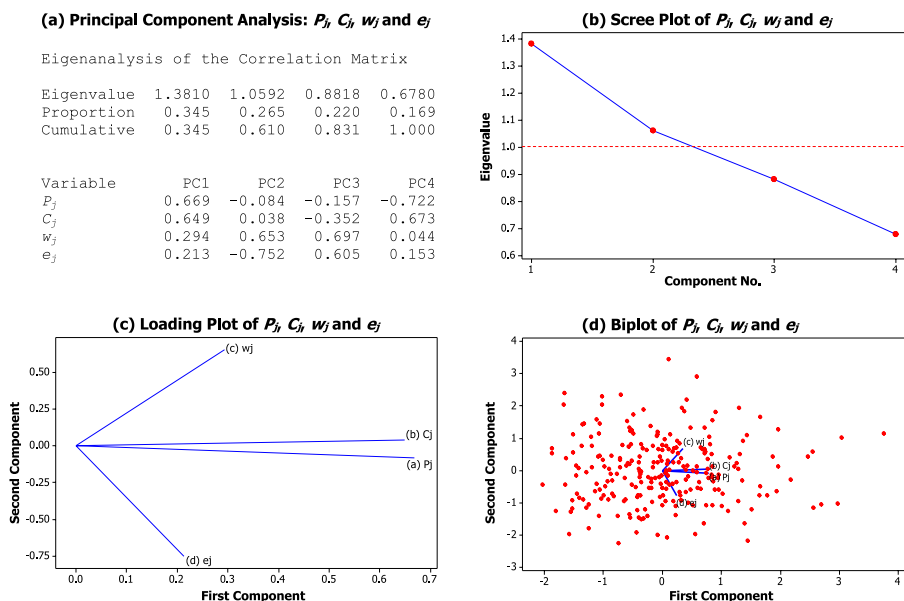 (a) Principal Component Analysis: Pj, Cj, wj and ej
Eigenanalysis of the Correlation Matrix
Eigenvalue 1.3810 1.0592 0.8818 0.6780
Proportion 0.345 0.265 0.220 0.169
Cumulative 0.345 0.610 0.831 1.000
Variable PC1 PC2 PC3 PC4
Pj 0.669 -0.084 -0.157 -0.722
Cj 0.649 0.038 -0.352 0.673
wj 0.294 0.653 0.697 0.044
ej 0.213 -0.752 0.605 0.153
(b) Scree Plot of Pj, Cj, wj and ej
1.4
1.3
1.2
1.1
1.0
0.9
0.8
0.7
0.6
Eigenvalue
1 2 3 4
Component No.
(c) Loading Plot of Pj, Cj, wj and ej
0.50
0.25
0.00
-0.25
-0.50
-0.75
Second Component
(c) wj
(b) Cj
(a) Pj
(d) ej
0.0 0.1 0.2 0.3 0.4 0.5 0.6 0.7
First Component
(d) Biplot of Pj, Cj, wj and ej
4
3
2
1
0
-1
-2
-3
Second Component
(c) wj
(b) Cj
(a) Pj
(d) ej
-2 -1 0 1 2 3 4
First Component